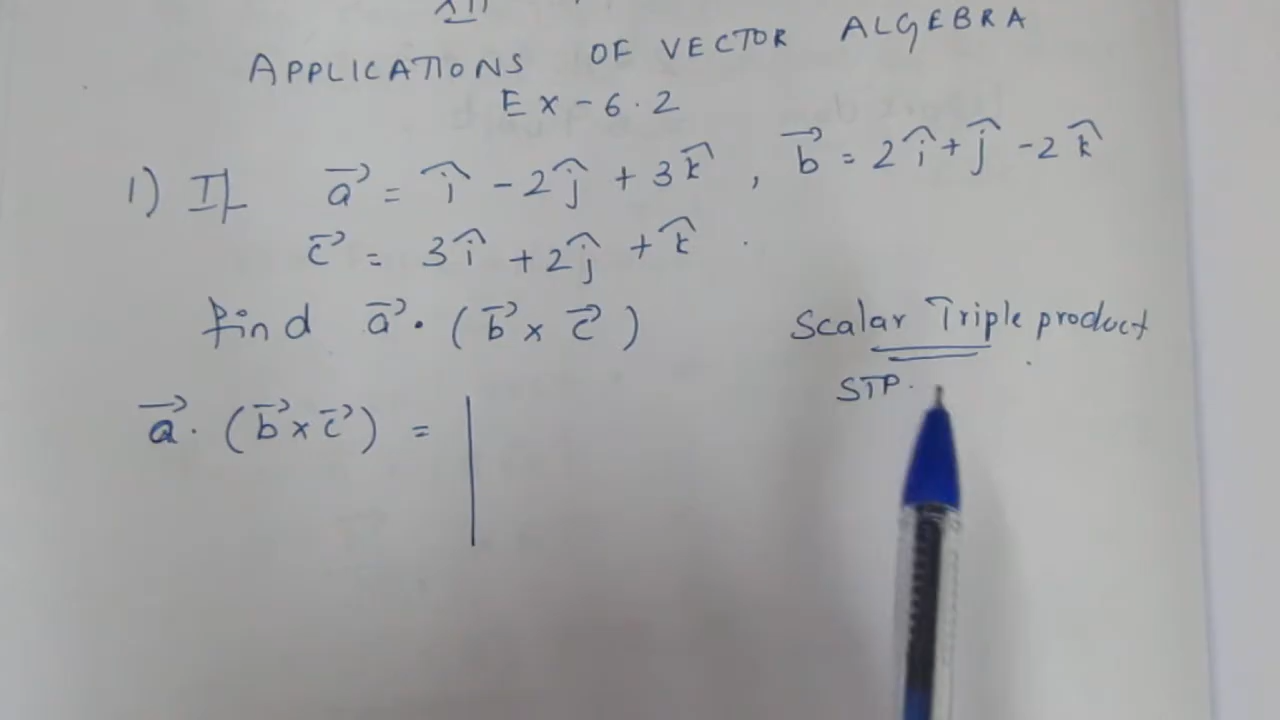 XII
APPLICATIONS OF VECTOR ALGEBRA
EX-6.2
1) If a⃗ = î - 2ĵ + 3k̂ , b⃗ = 2î + ĵ - 2k̂
c⃗ = 3î + 2ĵ + k̂ .
find a⃗ · (b⃗ × c⃗)
Scalar Triple product
STP.
a⃗ · (b⃗ × c⃗) = |